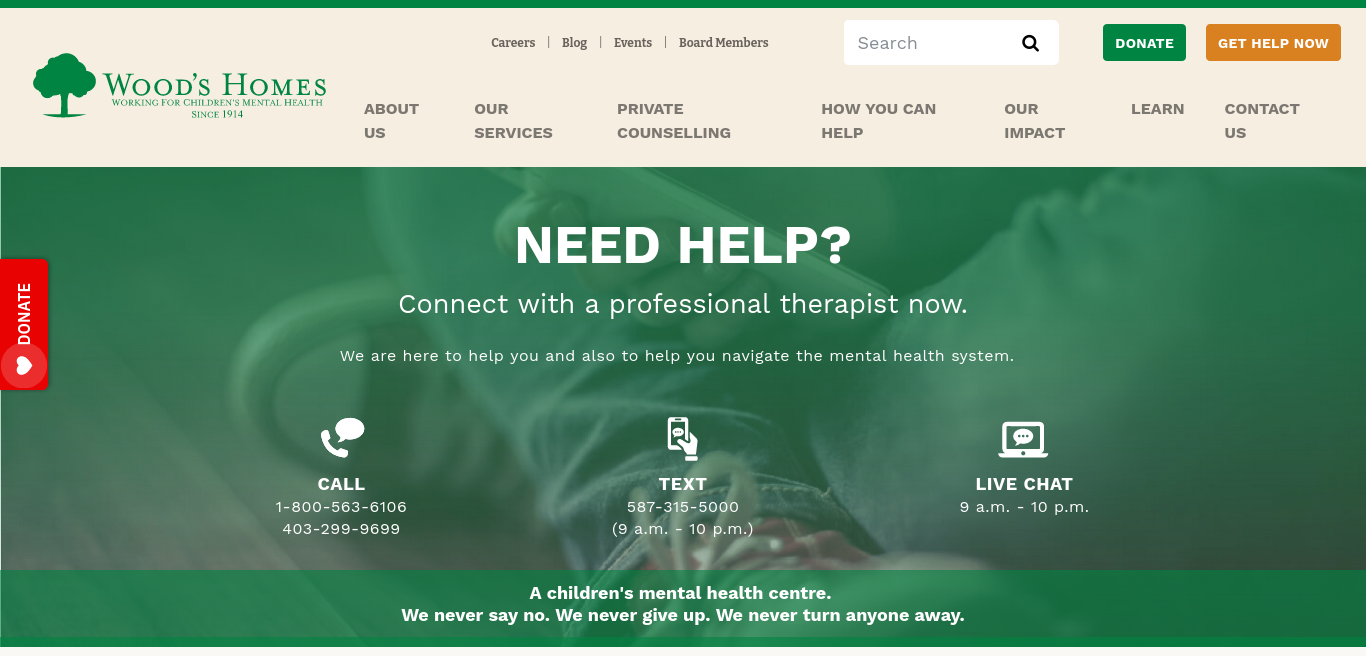 Careers | Blog | Events | Board Members
Search
DONATE
GET HELP NOW
WOOD'S HOMES
WORKING FOR CHILDREN'S MENTAL HEALTH
SINCE 1914
ABOUT US
OUR SERVICES
PRIVATE COUNSELLING
HOW YOU CAN HELP
OUR IMPACT
LEARN
CONTACT US
NEED HELP?
Connect with a professional therapist now.
We are here to help you and also to help you navigate the mental health system.
DONATE
CALL
1-800-563-6106
403-299-9699
TEXT
587-315-5000
(9 a.m. - 10 p.m.)
LIVE CHAT
9 a.m. - 10 p.m.
A children's mental health centre.
We never say no. We never give up. We never turn anyone away.